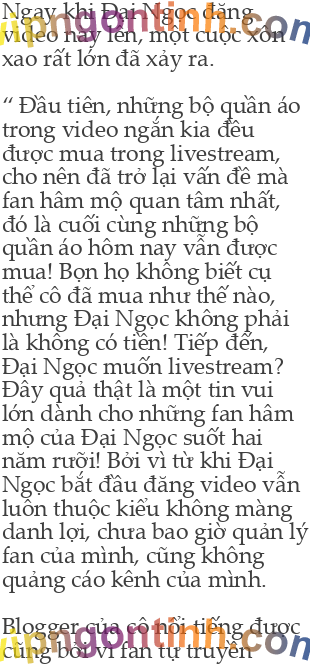 Ngay khi Đại Ngọc đăng
video này lên, một cuộc xôn
xao rất lớn đã xảy ra.
“ Đầu tiên, những bộ quần áo
trong video ngắn kia đều
được mua trong livestream,
cho nên đã trở lại vấn đề mà
fan hâm mộ quan tâm nhất,
đó là cuối cùng những bộ
quần áo hôm nay vẫn được
mua! Bọn họ không biết cụ
thể cô đã mua như thế nào,
nhưng Đại Ngọc không phải
là không có tiền! Tiếp đến,
Đại Ngọc muốn livestream?
Đây quả thật là một tin vui
lớn dành cho những fan hâm
mộ của Đại Ngọc suốt hai
năm rưỡi! Bởi vì từ khi Đại
Ngọc bắt đầu đăng video vẫn
luôn thuộc kiểu không màng
danh lợi, chưa bao giờ quản lý
fan của mình, cũng không
quảng cáo kênh của mình.
Blogger của cô nổi tiếng được
cũng bởi vì fan tự truyền
vipngontinh.com
vipngontinh.com